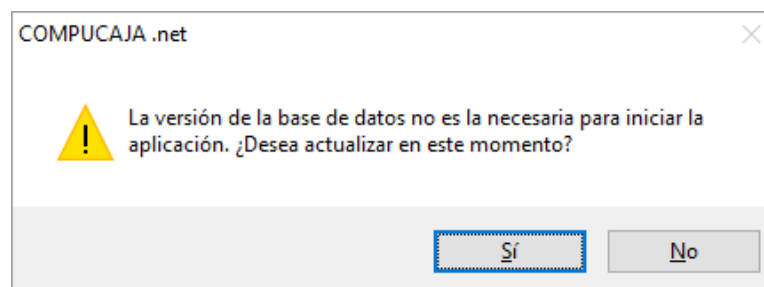 COMPUCAJA .net
La versión de la base de datos no es la necesaria para iniciar la
aplicación. ¿Desea actualizar en este momento?
Sí No